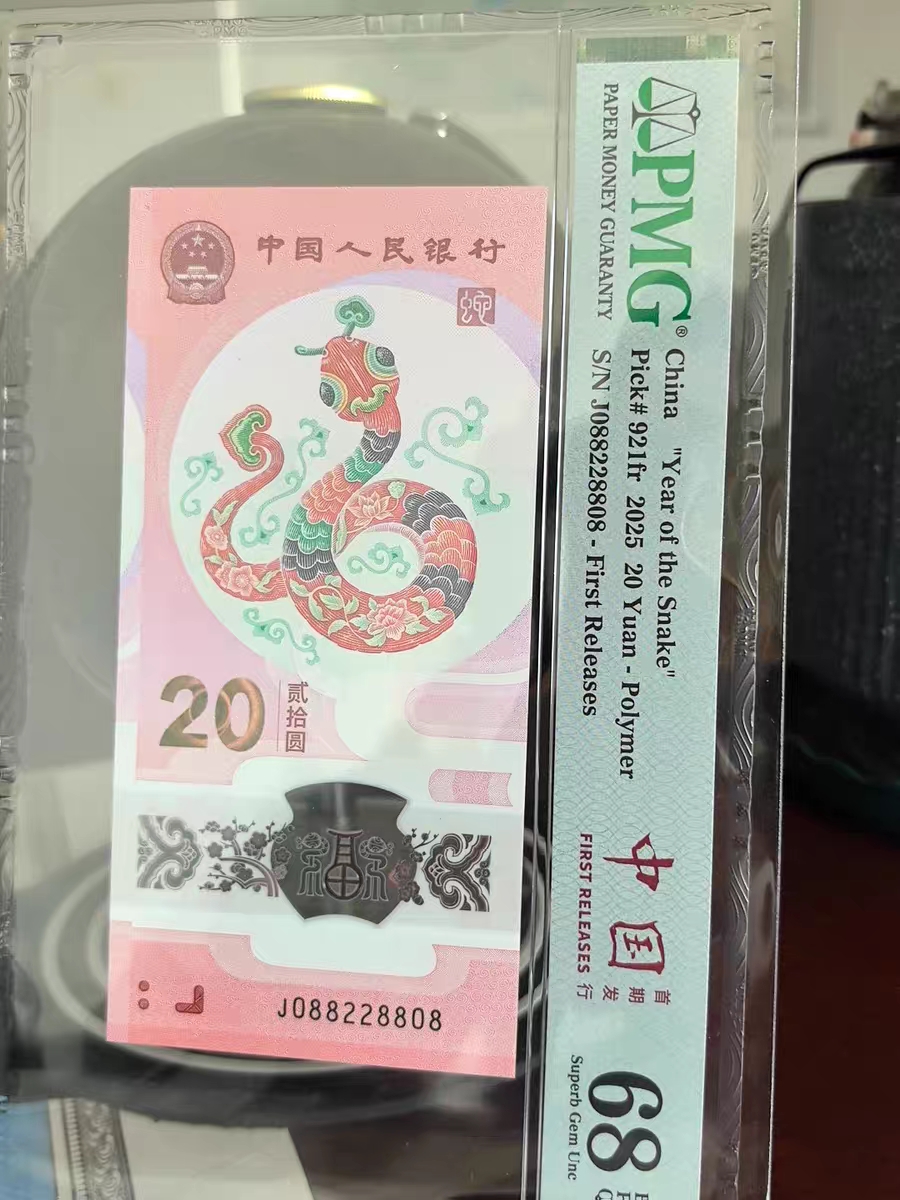 中国人民银行
蛇
20
贰拾圆
J088228808
PMG®
PAPER MONEY GUARANTY
China "Year of the Snake"
Pick# 921fr 2025 20 Yuan - Polymer
S/N J088228808 - First Releases
中国
首期发行
FIRST RELEASES
68
Superb Gem Unc